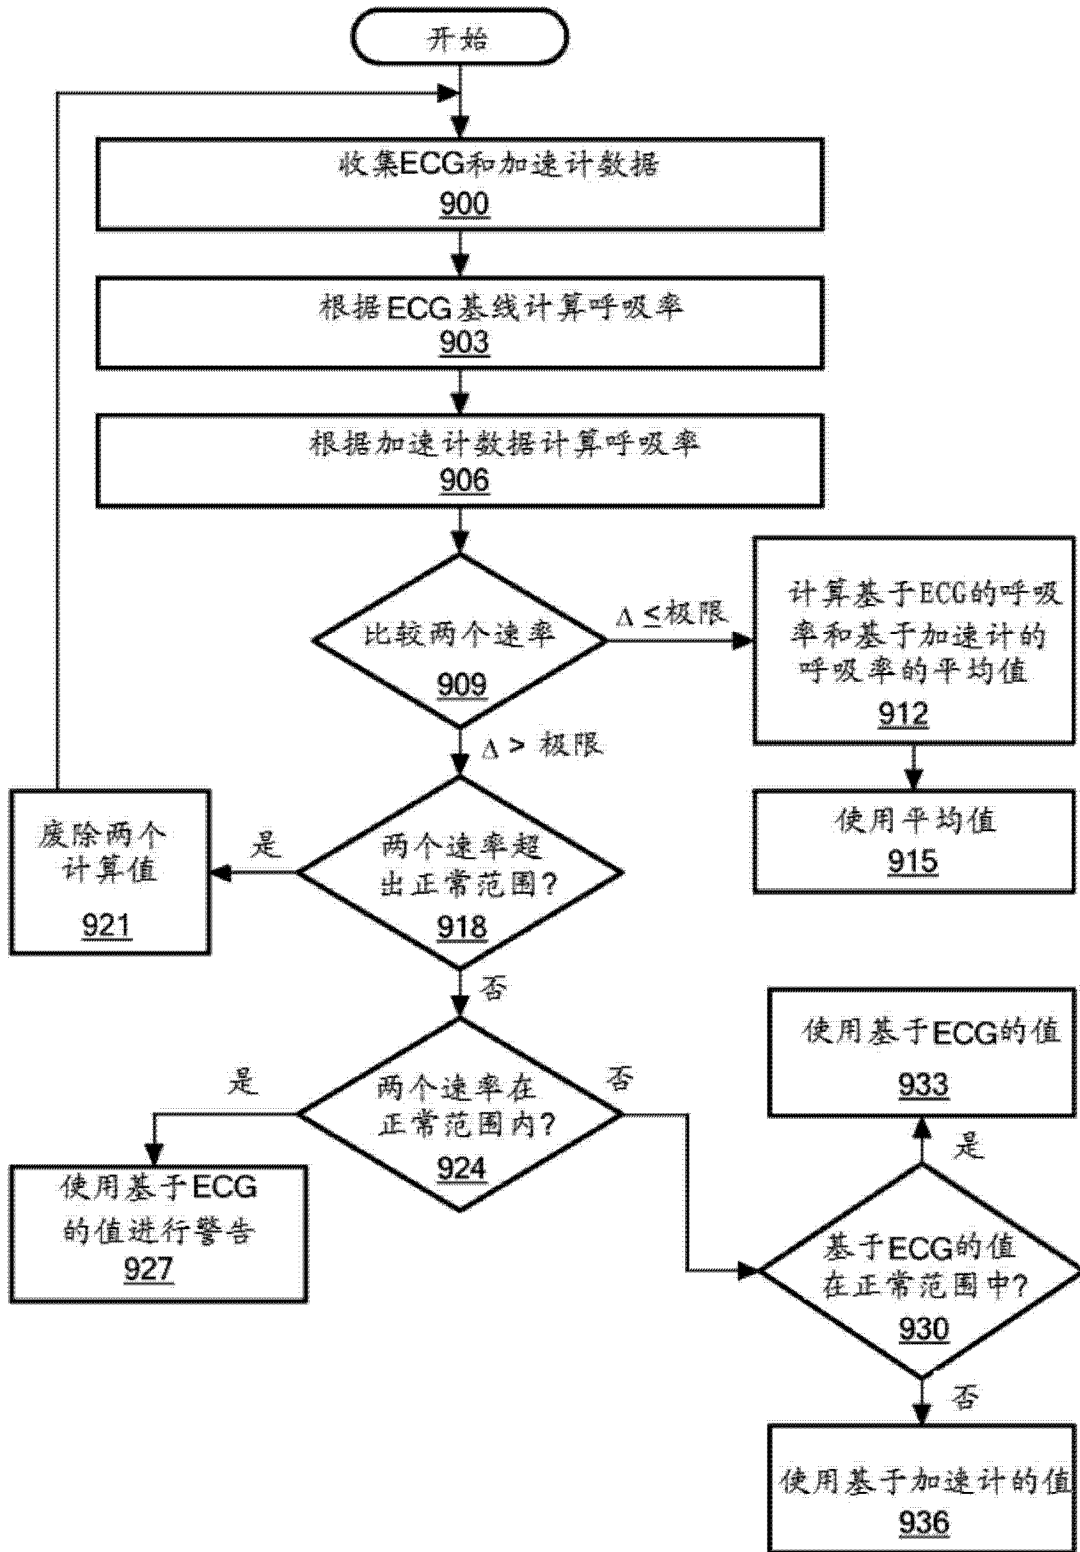 开始
收集ECG和加速计数据
900
根据ECG基线计算呼吸率
903
根据加速计数据计算呼吸率
906
比较两个速率
909
Δ ≤极限
计算基于ECG的呼吸
率和基于加速计的
呼吸率的平均值
912
Δ > 极限
使用平均值
915
废除两个
计算值
921
是
两个速率超
出正常范围?
918
否
两个速率在
正常范围内?
924
是
否
使用基于ECG
的值进行警告
927
使用基于ECG的值
933
是
基于ECG的值
在正常范围中?
930
否
使用基于加速计的值
936